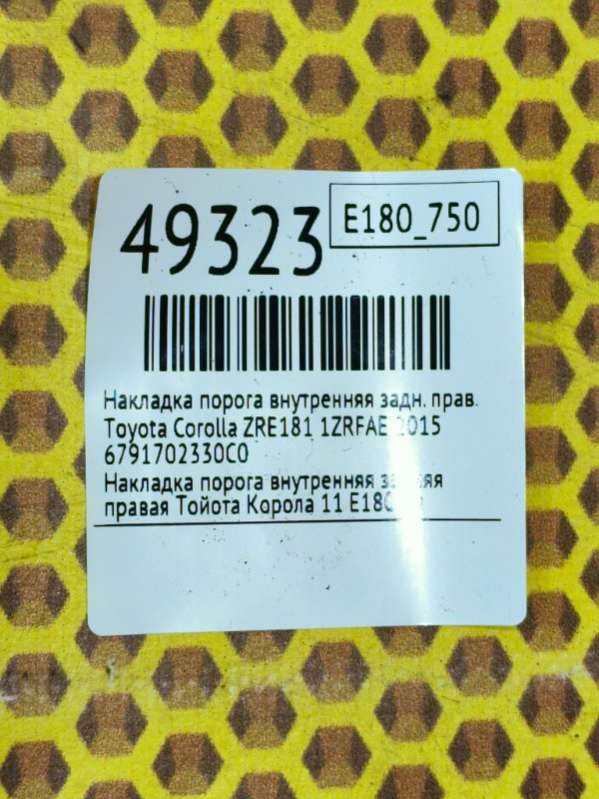 49323
E180_750
Накладка порога внутренняя задн. прав.
Toyota Corolla ZRE181 1ZRFAE 2015
6791702330C0
Накладка порога внутренняя задняя
правая Тойота Корола 11 E180